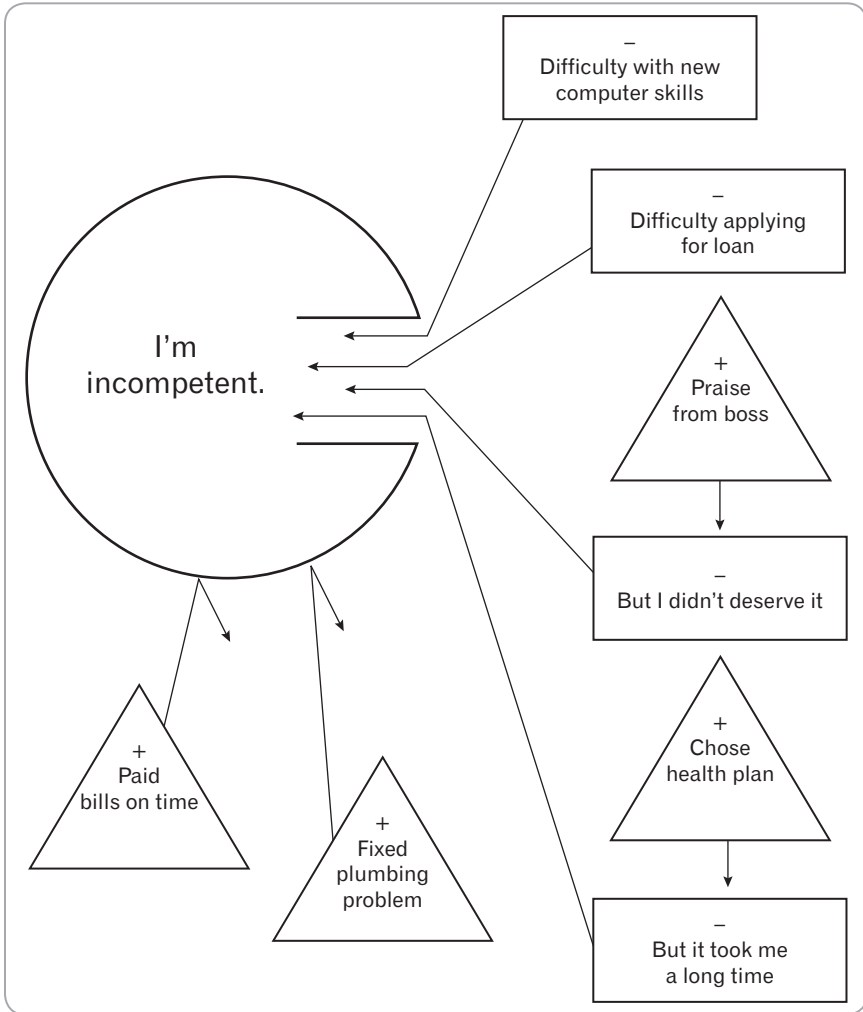 –
Difficulty with new
computer skills
–
Difficulty applying
for loan
I’m
incompetent.
+
Praise
from boss
–
But I didn’t deserve it
+
Paid
bills on time
+
Fixed
plumbing
problem
+
Chose
health plan
–
But it took me
a long time